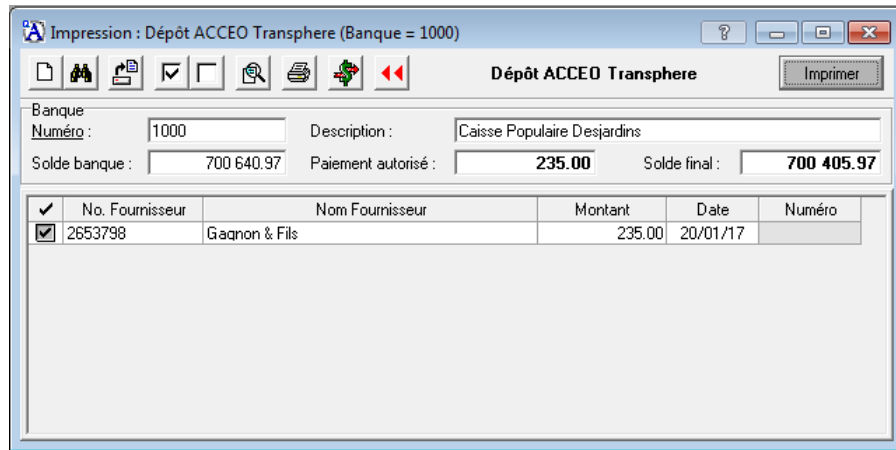 Impression : Dépôt ACCEO Transphere (Banque = 1000)
Dépôt ACCEO Transphere Imprimer
Banque
Numéro : 1000 Description : Caisse Populaire Desjardins
Solde banque : 700 640.97 Paiement autorisé : 235.00 Solde final : 700 405.97
No. Fournisseur Nom Fournisseur Montant Date Numéro
2653798 Gagnon & Fils 235.00 20/01/17